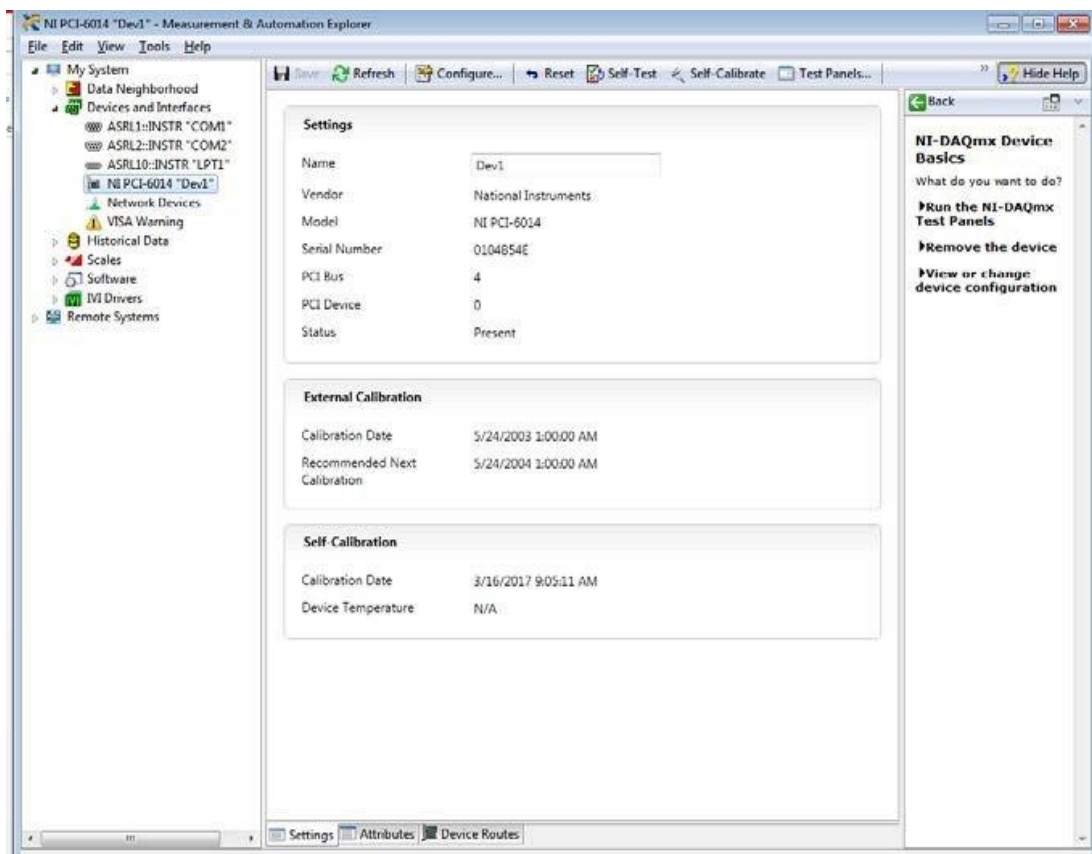 NI PCI-6014 "Dev1" - Measurement & Automation Explorer
File Edit View Tools Help
My System
Data Neighborhood
Devices and Interfaces
ASRL1::INSTR "COM1"
ASRL2::INSTR "COM2"
ASRL10::INSTR "LPT1"
NI PCI-6014 "Dev1"
Network Devices
VISA Warning
Historical Data
Scales
Software
IVI Drivers
Remote Systems
Save Refresh Configure... Reset Self-Test Self-Calibrate Test Panels... » Hide Help
Settings
Name Dev1
Vendor National Instruments
Model NI PCI-6014
Serial Number 0104B54E
PCI Bus 4
PCI Device 0
Status Present
External Calibration
Calibration Date 5/24/2003 1:00:00 AM
Recommended Next 5/24/2004 1:00:00 AM
Calibration
Self-Calibration
Calibration Date 3/16/2017 9:05:11 AM
Device Temperature N/A
Back
NI-DAQmx Device
Basics
What do you want to do?
Run the NI-DAQmx
Test Panels
Remove the device
View or change
device configuration
Settings Attributes Device Routes